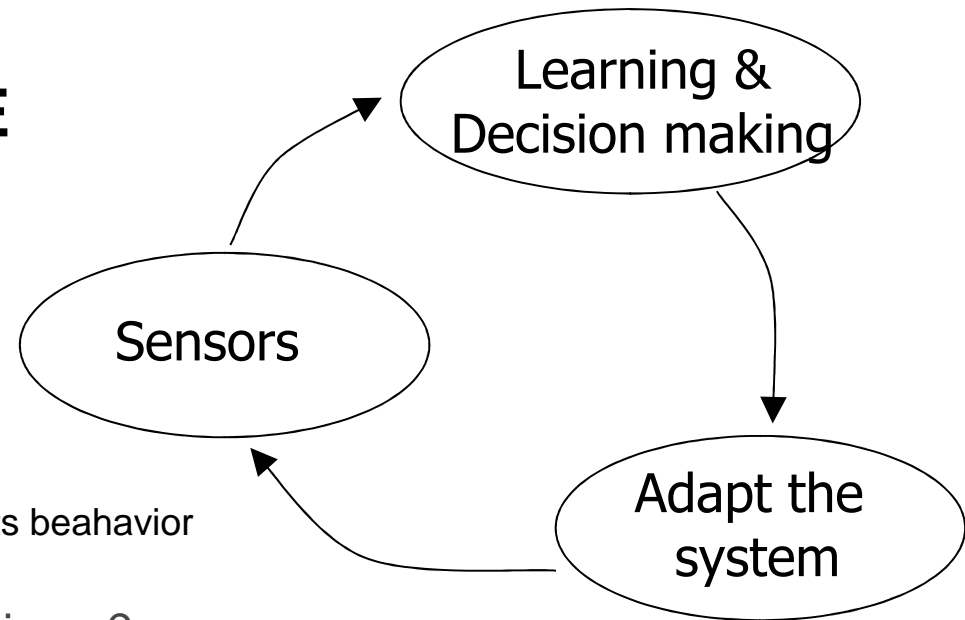 E
Learning &
Decision making
Sensors
Adapt the
system
s beahavior